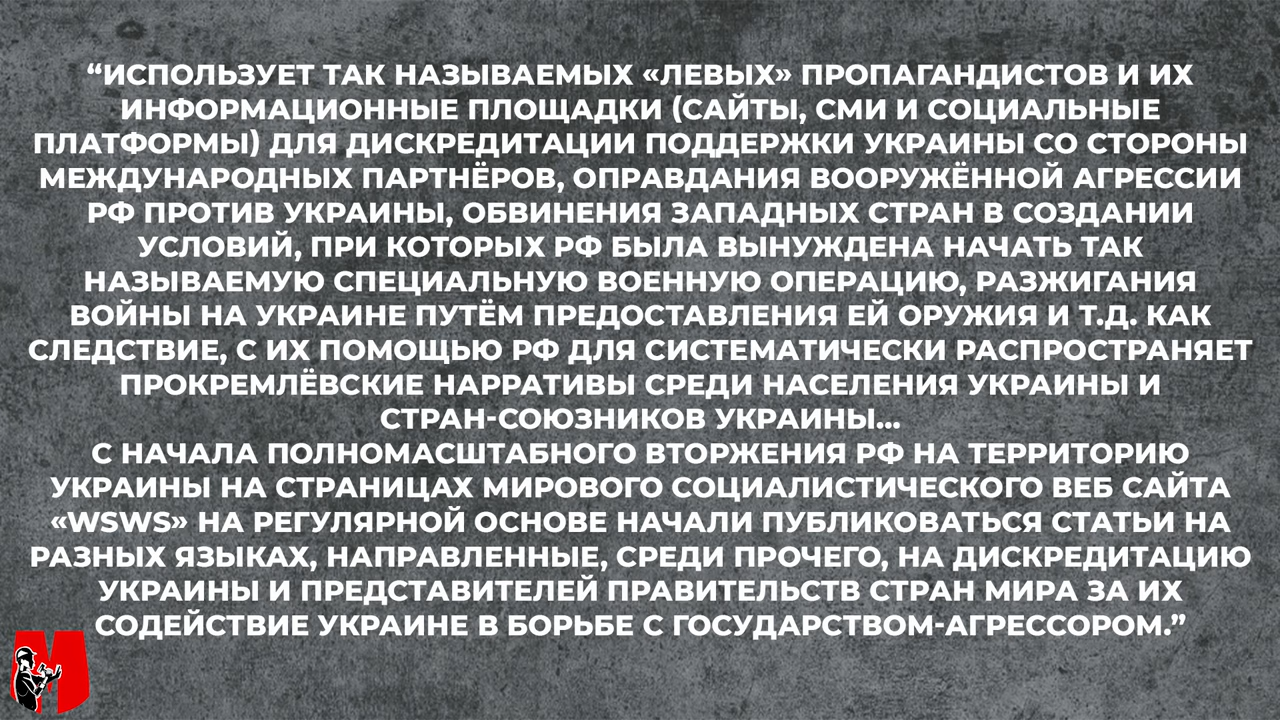 “ИСПОЛЬЗУЕТ ТАК НАЗЫВАЕМЫХ «ЛЕВЫХ» ПРОПАГАНДИСТОВ И ИХ
ИНФОРМАЦИОННЫЕ ПЛОЩАДКИ (САЙТЫ, СМИ И СОЦИАЛЬНЫЕ
ПЛАТФОРМЫ) ДЛЯ ДИСКРЕДИТАЦИИ ПОДДЕРЖКИ УКРАИНЫ СО СТОРОНЫ
МЕЖДУНАРОДНЫХ ПАРТНЁРОВ, ОПРАВДАНИЯ ВООРУЖЁННОЙ АГРЕССИИ
РФ ПРОТИВ УКРАИНЫ, ОБВИНЕНИЯ ЗАПАДНЫХ СТРАН В СОЗДАНИИ
УСЛОВИЙ, ПРИ КОТОРЫХ РФ БЫЛА ВЫНУЖДЕНА НАЧАТЬ ТАК
НАЗЫВАЕМУЮ СПЕЦИАЛЬНУЮ ВОЕННУЮ ОПЕРАЦИЮ, РАЗЖИГАНИЯ
ВОЙНЫ НА УКРАИНЕ ПУТЁМ ПРЕДОСТАВЛЕНИЯ ЕЙ ОРУЖИЯ И Т.Д. КАК
СЛЕДСТВИЕ, С ИХ ПОМОЩЬЮ РФ ДЛЯ СИСТЕМАТИЧЕСКИ РАСПРОСТРАНЯЕТ
ПРОКРЕМЛЁВСКИЕ НАРРАТИВЫ СРЕДИ НАСЕЛЕНИЯ УКРАИНЫ И
СТРАН-СОЮЗНИКОВ УКРАИНЫ...
С НАЧАЛА ПОЛНОМАСШТАБНОГО ВТОРЖЕНИЯ РФ НА ТЕРРИТОРИЮ
УКРАИНЫ НА СТРАНИЦАХ МИРОВОГО СОЦИАЛИСТИЧЕСКОГО ВЕБ САЙТА
«WSWS» НА РЕГУЛЯРНОЙ ОСНОВЕ НАЧАЛИ ПУБЛИКОВАТЬСЯ СТАТЬИ НА
РАЗНЫХ ЯЗЫКАХ, НАПРАВЛЕННЫЕ, СРЕДИ ПРОЧЕГО, НА ДИСКРЕДИТАЦИЮ
УКРАИНЫ И ПРЕДСТАВИТЕЛЕЙ ПРАВИТЕЛЬСТВ СТРАН МИРА ЗА ИХ
СОДЕЙСТВИЕ УКРАИНЕ В БОРЬБЕ С ГОСУДАРСТВОМ-АГРЕССОРОМ.”